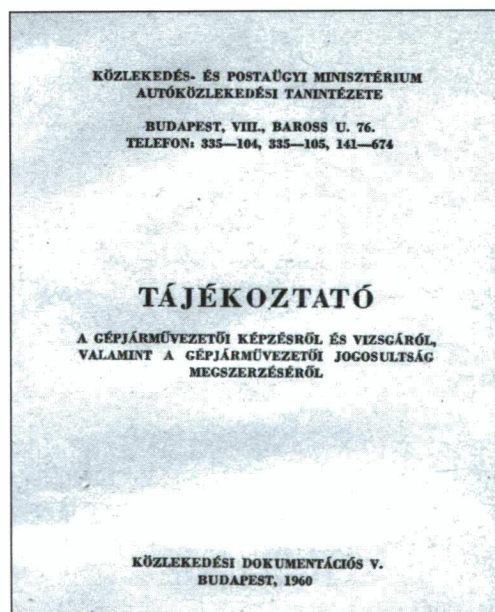 KÖZLEKEDÉS- ÉS POSTAÜGYI MINISZTÉRIUM
AUTÓKÖZLEKEDÉSI TANINTÉZETE
BUDAPEST, VIII., BAROSS U. 76.
TELEFON: 335—104, 335—105, 141—674
TÁJÉKOZTATÓ
A GÉPJÁRMŰVEZETŐI KÉPZÉSRŐL ÉS VIZSGÁRÓL,
VALAMINT A GÉPJÁRMŰVEZETŐI JOGOSULTSÁG
MEGSZERZÉSÉRŐL
KÖZLEKEDÉSI DOKUMENTÁCIÓS V.
BUDAPEST, 1960